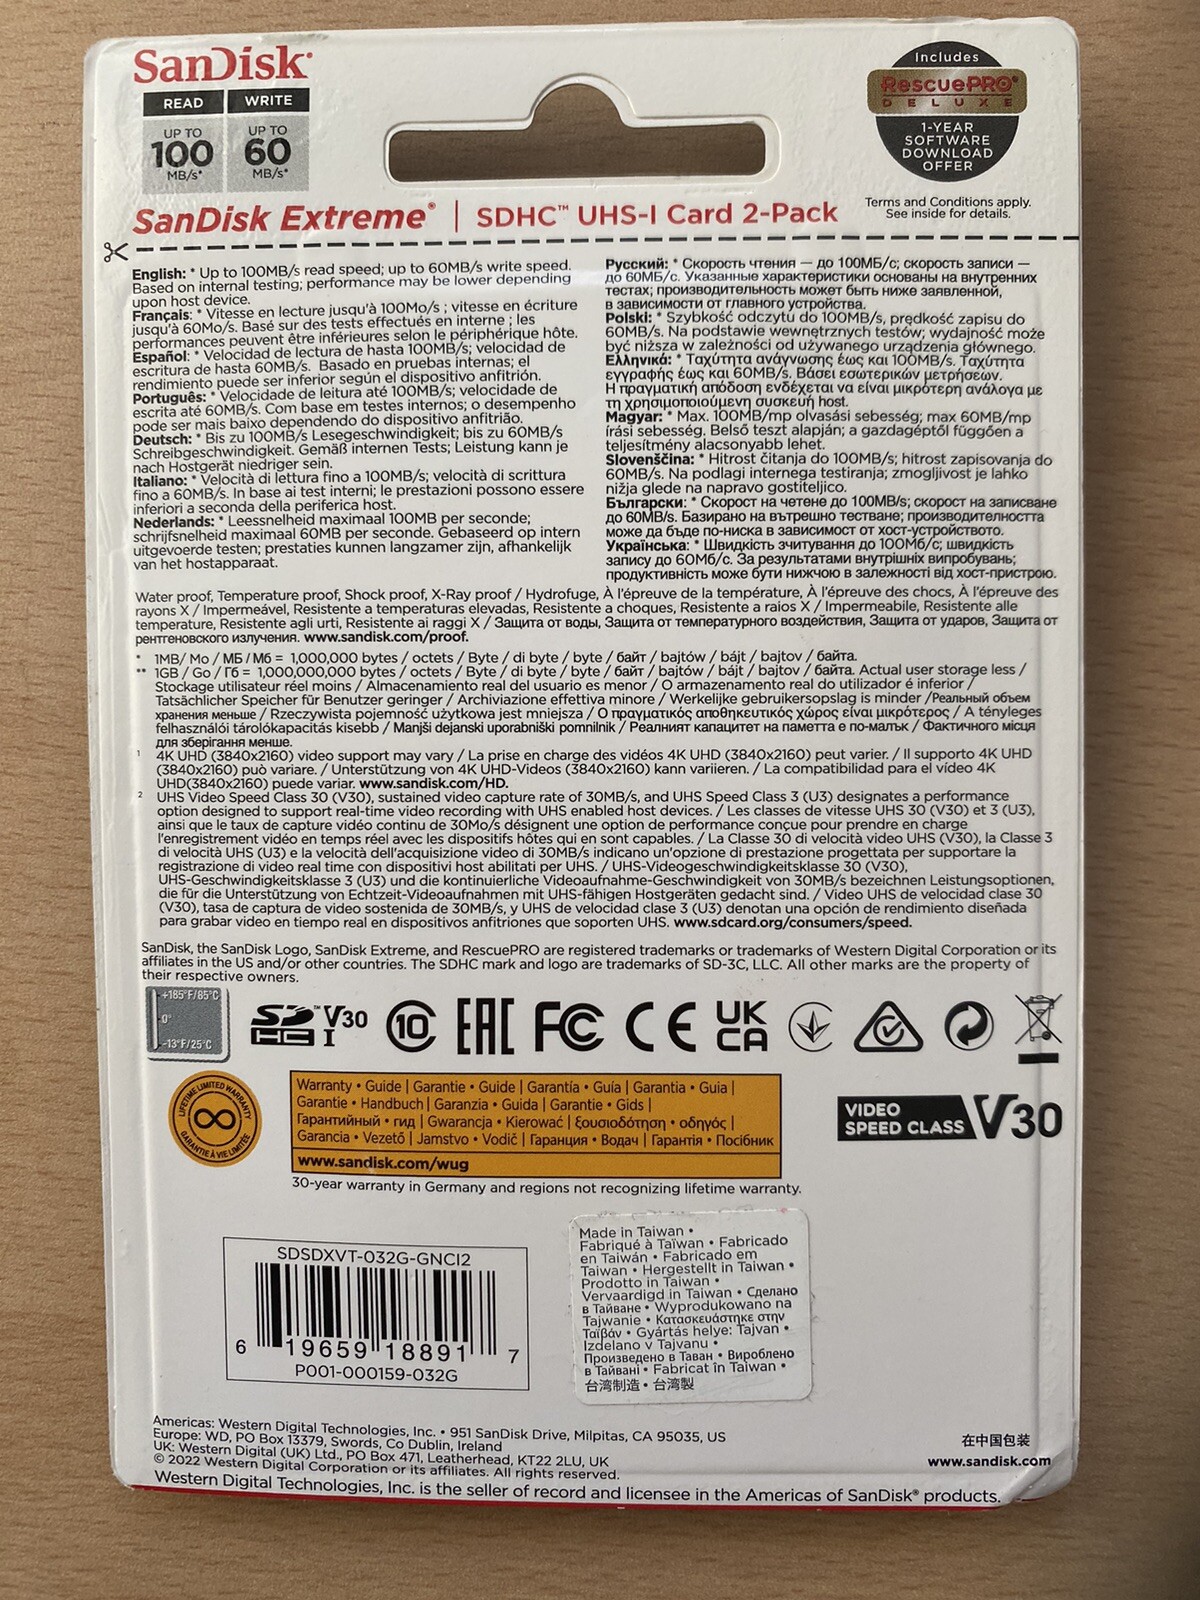 SanDisk®
READ WRITE
UP TO 100 MB/s*
UP TO 60 MB/s*
Includes
RescuePRO®
DELUXE
1-YEAR
SOFTWARE
DOWNLOAD
OFFER
Terms and Conditions apply.
See inside for details.
SanDisk Extreme® | SDHC™ UHS-I Card 2-Pack
English: * Up to 100MB/s read speed; up to 60MB/s write speed.
Based on internal testing; performance may be lower depending
upon host device.
Français: * Vitesse en lecture jusqu'à 100Mo/s ; vitesse en écriture
jusqu'à 60Mo/s. Basé sur des tests effectués en interne ; les
performances peuvent être inférieures selon le périphérique hôte.
Español: * Velocidad de lectura de hasta 100MB/s; velocidad de
escritura de hasta 60MB/s. Basado en pruebas internas; el
rendimiento puede ser inferior según el dispositivo anfitrión.
Português: * Velocidade de leitura até 100MB/s; velocidade de
escrita até 60MB/s. Com base em testes internos; o desempenho
pode ser mais baixo dependendo do dispositivo anfitrião.
Deutsch: * Bis zu 100MB/s Lesegeschwindigkeit; bis zu 60MB/s
Schreibgeschwindigkeit. Gemäß internen Tests; Leistung kann je
nach Hostgerät niedriger sein.
Italiano: * Velocità di lettura fino a 100MB/s; velocità di scrittura
fino a 60MB/s. In base ai test interni; le prestazioni possono essere
inferiori a seconda della periferica host.
Nederlands: * Leessnelheid maximaal 100MB per seconde;
schrijfsnelheid maximaal 60MB per seconde. Gebaseerd op intern
uitgevoerde testen; prestaties kunnen langzamer zijn, afhankelijk
van het hostapparaat.
Русский: * Скорость чтения — до 100МБ/с; скорость записи —
до 60МБ/с. Указанные характеристики основаны на внутренних
тестах; производительность может быть ниже заявленной,
в зависимости от главного устройства.
Polski: * Szybkość odczytu do 100MB/s, prędkość zapisu do
60MB/s. Na podstawie wewnętrznych testów; wydajność może
być niższa w zależności od używanego urządzenia głównego.
Ελληνικά: * Ταχύτητα ανάγνωσης έως και 100MB/s. Ταχύτητα
εγγραφής έως και 60MB/s. Βάσει εσωτερικών μετρήσεων.
Η πραγματική απόδοση ενδέχεται να είναι μικρότερη ανάλογα με
τη χρησιμοποιούμενη συσκευή host.
Magyar: * Max. 100MB/mp olvasási sebesség; max 60MB/mp
írási sebesség. Belső teszt alapján; a gazdagéptől függően a
teljesítmény alacsonyabb lehet.
Slovenščina: * Hitrost čitanja do 100MB/s; hitrost zapisovanja do
60MB/s. Na podlagi internega testiranja; zmogljivost je lahko
nižja glede na napravo gostiteljico.
Български: * Скорост на четене до 100MB/s; скорост на записване
до 60MB/s. Базирано на вътрешно тестване; производителността
може да бъде по-ниска в зависимост от хост-устройството.
Українська: * Швидкість зчитування до 100Мб/с; швидкість
запису до 60Мб/с. За результатами внутрішніх випробувань;
продуктивність може бути нижчою в залежності від хост-пристрою.
Water proof, Temperature proof, Shock proof, X-Ray proof / Hydrofuge, À l'épreuve de la température, À l'épreuve des chocs, À l'épreuve des
rayons X / Impermeável, Resistente a temperaturas elevadas, Resistente a choques, Resistente a raios X / Impermeabile, Resistente alle
temperature, Resistente agli urti, Resistente ai raggi X / Защита от воды, Защита от температурного воздействия, Защита от ударов, Защита от
рентгеновского излучения. www.sandisk.com/proof.
* 1MB/ Mo / МБ / Мб = 1,000,000 bytes / octets / Byte / di byte / byte / байт / bajtów / bájt / bajtov / байта.
** 1GB / Go / Гб = 1,000,000,000 bytes / octets / Byte / di byte / byte / байт / bajtów / bájt / bajtov / байта. Actual user storage less /
Stockage utilisateur réel moins / Almacenamiento real del usuario es menor / O armazenamento real do utilizador é inferior /
Tatsächlicher Speicher für Benutzer geringer / Archiviazione effettiva minore / Werkelijke gebruikersopslag is minder /Реальный объем
хранения меньше / Rzeczywista pojemność użytkowa jest mniejsza / Ο πραγματικός αποθηκευτικός χώρος είναι μικρότερος / A tényleges
felhasználói tárolókapacitás kisebb / Manjši dejanski uporabniški pomnilnik / Реалният капацитет на паметта е по-малък / Фактичного місця
для зберігання менше.
1 4K UHD (3840x2160) video support may vary / La prise en charge des vidéos 4K UHD (3840x2160) peut varier. / Il supporto 4K UHD
(3840x2160) può variare. / Unterstützung von 4K UHD-Videos (3840x2160) kann variieren. / La compatibilidad para el vídeo 4K
UHD(3840x2160) puede variar. www.sandisk.com/HD.
2 UHS Video Speed Class 30 (V30), sustained video capture rate of 30MB/s, and UHS Speed Class 3 (U3) designates a performance
option designed to support real-time video recording with UHS enabled host devices. / Les classes de vitesse UHS 30 (V30) et 3 (U3),
ainsi que le taux de capture vidéo continu de 30Mo/s désignent une option de performance conçue pour prendre en charge
l'enregistrement vidéo en temps réel avec les dispositifs hôtes qui en sont capables. / La Classe 30 di velocità video UHS (V30), la Classe 3
di velocità UHS (U3) e la velocità dell'acquisizione video di 30MB/s indicano un'opzione di prestazione progettata per supportare la
registrazione di video real time con dispositivi host abilitati per UHS. / UHS-Videogeschwindigkeitsklasse 30 (V30),
UHS-Geschwindigkeitsklasse 3 (U3) und die kontinuierliche Videoaufnahme-Geschwindigkeit von 30MB/s bezeichnen Leistungsoptionen,
die für die Unterstützung von Echtzeit-Videoaufnahmen mit UHS-fähigen Hostgeräten gedacht sind. / Video UHS de velocidad clase 30
(V30), tasa de captura de video sostenida de 30MB/s, y UHS de velocidad clase 3 (U3) denotan una opción de rendimiento diseñada
para grabar video en tiempo real en dispositivos anfitriones que soporten UHS. www.sdcard.org/consumers/speed.
SanDisk, the SanDisk Logo, SanDisk Extreme, and RescuePRO are registered trademarks or trademarks of Western Digital Corporation or its
affiliates in the US and/or other countries. The SDHC mark and logo are trademarks of SD-3C, LLC. All other marks are the property of
their respective owners.
+185°F/85°C
0°
-13°F/25°C
SD HC I ™ V30 10 EAC FC CE UK CA
LIFETIME LIMITED WARRANTY
GARANTIE À VIE LIMITÉE
Warranty • Guide | Garantie • Guide | Garantía • Guía | Garantia • Guia |
Garantie • Handbuch | Garanzia • Guida | Garantie • Gids |
Гарантийный • гид | Gwarancja • Kierować | ξουσιοδότηση • οδηγός |
Garancia • Vezető | Jamstvo • Vodič | Гаранция • Водач | Гарантія • Посібник
www.sandisk.com/wug
30-year warranty in Germany and regions not recognizing lifetime warranty.
VIDEO
SPEED CLASS V30
SDSDXVT-032G-GNCI2
6 19659 18891 7
P001-000159-032G
Made in Taiwan •
Fabriqué à Taïwan • Fabricado
en Taiwán • Fabricado em
Taiwan • Hergestellt in Taiwan •
Prodotto in Taiwan •
Vervaardigd in Taiwan • Сделано
в Тайване • Wyprodukowano na
Tajwanie • Κατασκευάστηκε στην
Ταϊβάν • Gyártás helye: Tajvan •
Izdelano v Tajvanu •
Произведено в Таван • Вироблено
в Тайвані • Fabricat în Taiwan •
台湾制造 • 台湾製
Americas: Western Digital Technologies, Inc. • 951 SanDisk Drive, Milpitas, CA 95035, US
Europe: WD, PO Box 13379, Swords, Co Dublin, Ireland
UK: Western Digital (UK) Ltd., PO Box 471, Leatherhead, KT22 2LU, UK
© 2022 Western Digital Corporation or its affiliates. All rights reserved.
Western Digital Technologies, Inc. is the seller of record and licensee in the Americas of SanDisk® products.
在中国包装
www.sandisk.com